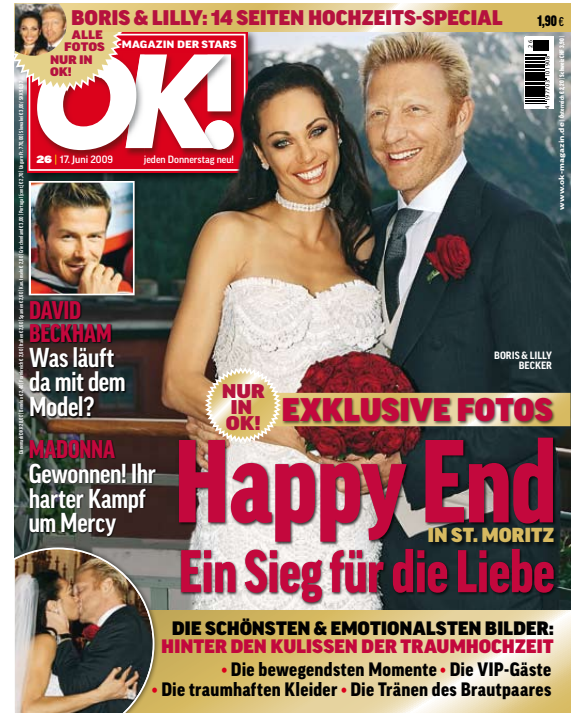 BORIS & LILLY: 14 SEITEN HOCHZEITS-SPECIAL
1,90 €
ALLE
FOTOS
NUR IN
OK!
MAGAZIN DER STARS
OK!
26 | 17. Juni 2009
jeden Donnerstag neu!
www.ok-magazin.de
DAVID
BECKHAM
Was läuft
da mit dem
Model?
MADONNA
Gewonnen! Ihr
harter Kampf
um Mercy
BORIS & LILLY
BECKER
NUR
IN
OK!
EXKLUSIVE FOTOS
Happy End
IN ST. MORITZ
Ein Sieg für die Liebe
DIE SCHÖNSTEN & EMOTIONALSTEN BILDER:
HINTER DEN KULISSEN DER TRAUMHOCHZEIT
• Die bewegendsten Momente • Die VIP-Gäste
• Die traumhaften Kleider • Die Tränen des Brautpaares